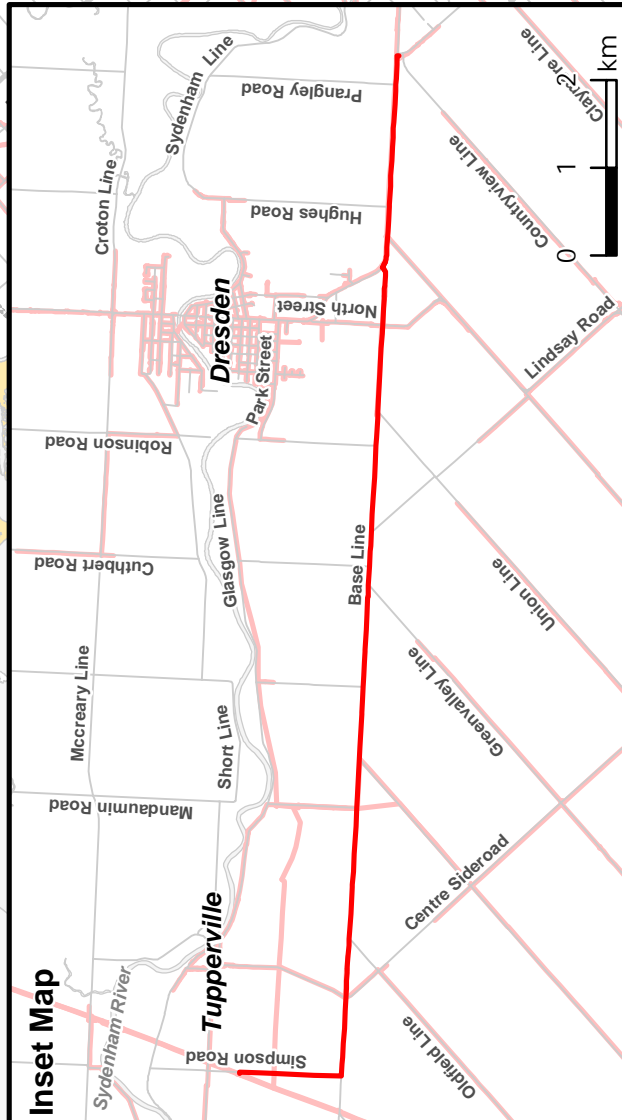 Inset Map
Sydenham River
Tupperville
Simpson Road
Oldfield Line
Centre Sideroad
Mandaumin Road
Mccreary Line
Short Line
Greenvalley Line
Union Line
Base Line
Glasgow Line
Cuthbert Road
Robinson Road
Park Street
Dresden
North Street
Lindsay Road
Croton Line
Sydenham Line
Hughes Road
Prangley Road
Countryview Line
Line
0 1 2
km